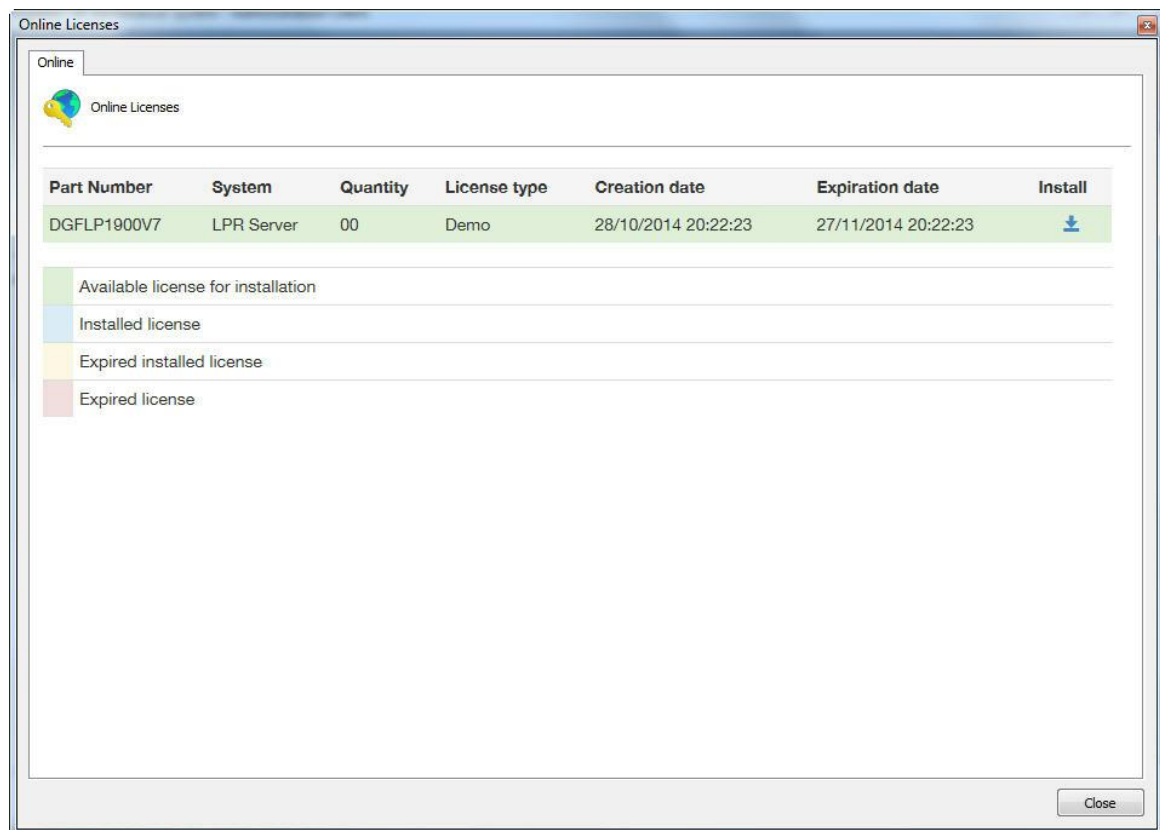 Online Licenses
Online
Online Licenses
Part Number System Quantity License type Creation date Expiration date Install
DGFLP1900V7 LPR Server 00 Demo 28/10/2014 20:22:23 27/11/2014 20:22:23
Available license for installation
Installed license
Expired installed license
Expired license
Close